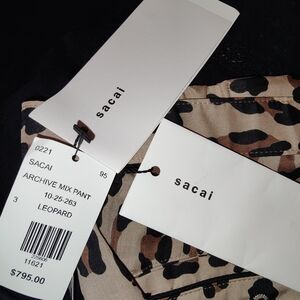 sacai
sacai
0221
95
SACAI
ARCHIVE MIX PANT
10-25-263
3
LEOPARD
11621
$795.00